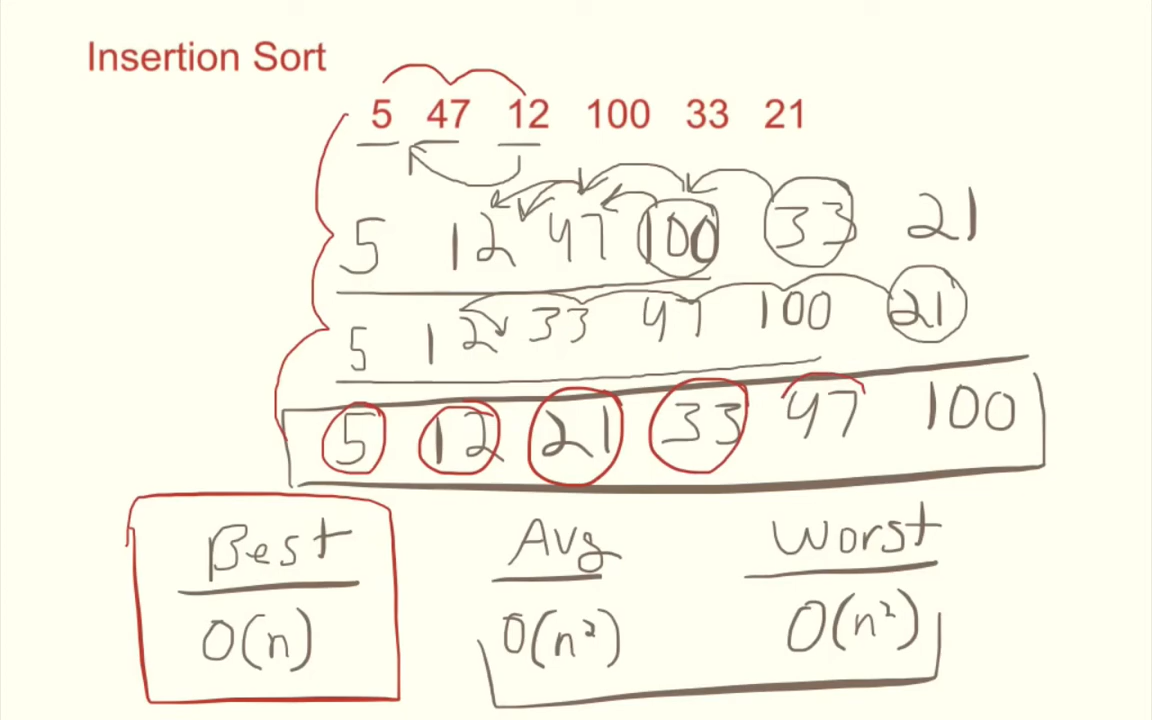 Insertion Sort
5 47 12 100 33 21
5 12 47 100 33 21
5 12 33 47 100 21
5 12 21 33 47 100
Best Avg Worst
O(n) O(n²) O(n²)